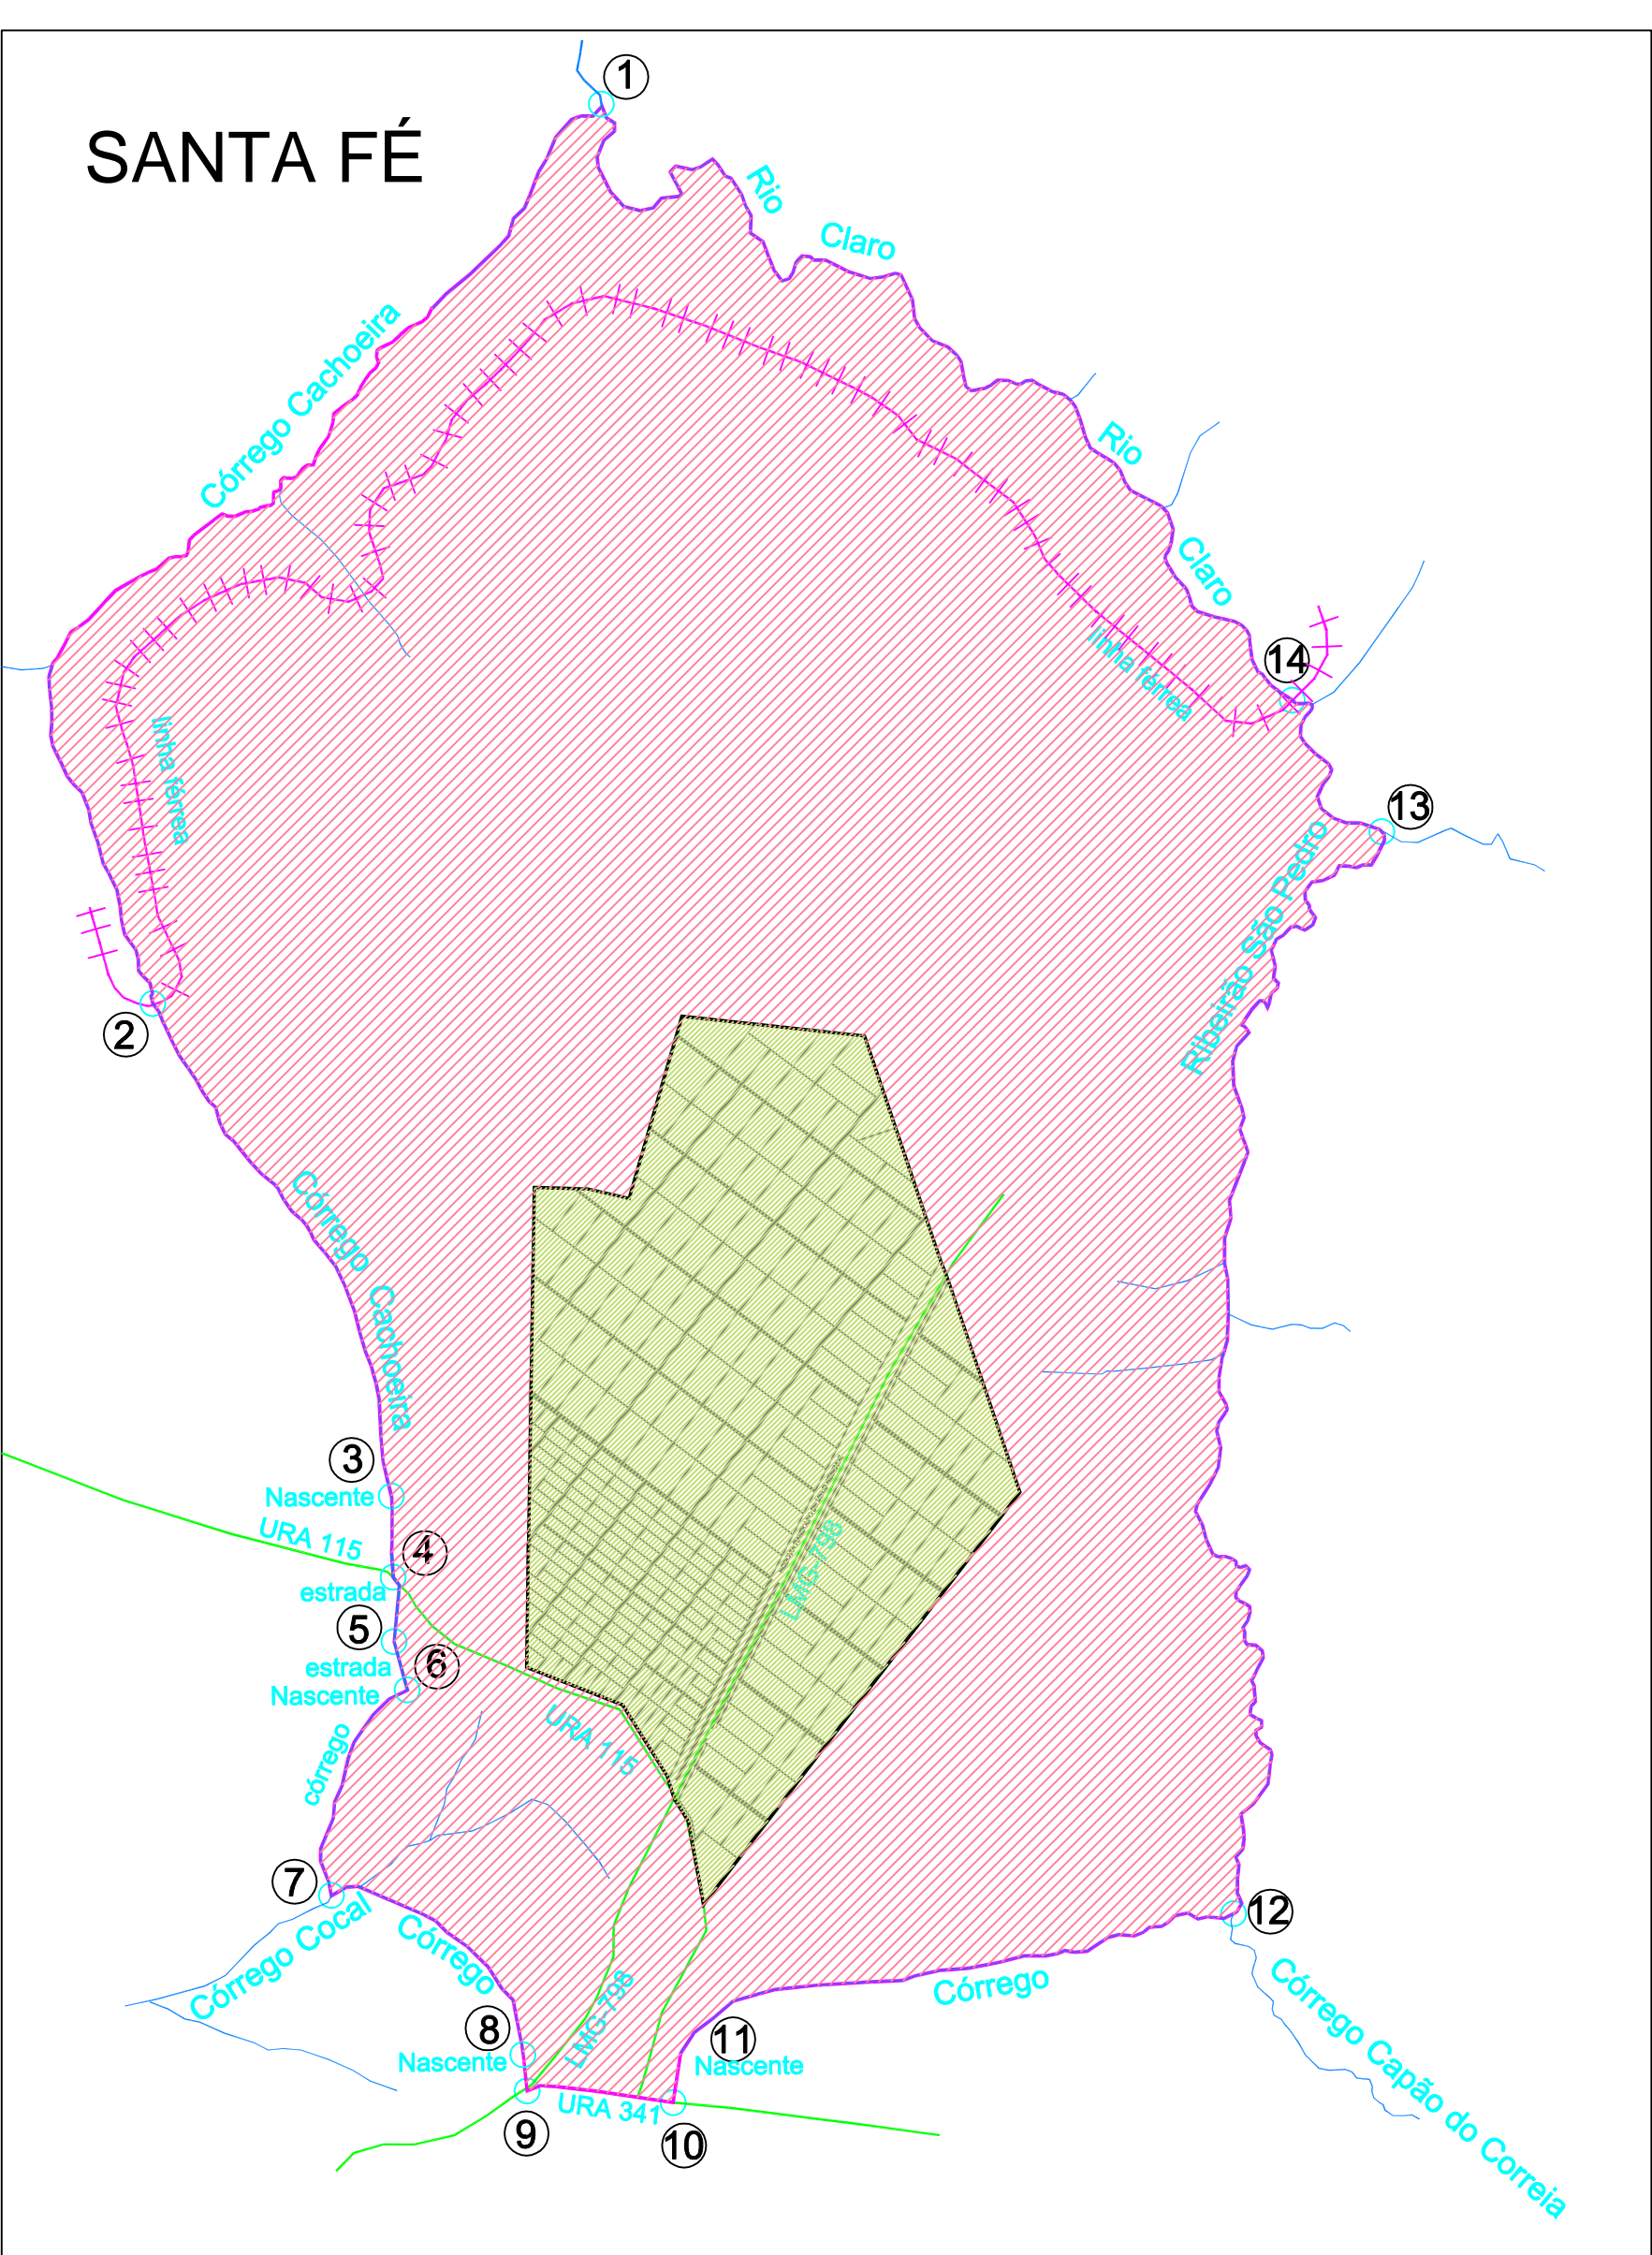 1
SANTA FÉ
Rio
Claro
Córrego Cachoeira
Rio
Claro
14
linha férrea
linha férrea
13
Ribeirão São Pedro
2
Córrego
Cachoeira
3
Nascente
URA 115
4
estrada
LMG-798
5
estrada
6
Nascente
URA 115
córrego
7
Córrego Cocal
Córrego
12
Córrego
Córrego Capão do Correia
8
Nascente
LMG-798
11
Nascente
URA 341
9
10